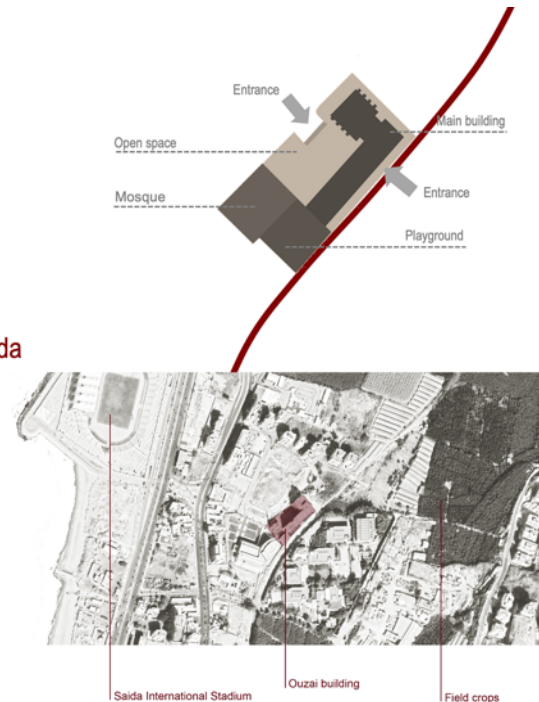 Entrance
Main building
Open space
Mosque
Entrance
Playground
da
Saida International Stadium
Ouzai building
Field crops